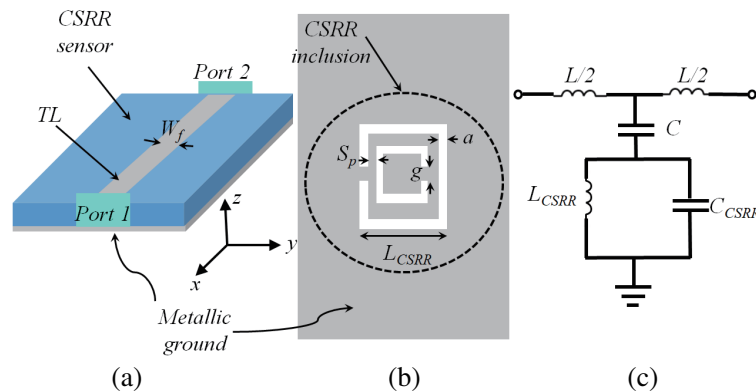 CSRR
sensor
Port 2
TL
W_f
Port 1
z
y
x
Metallic
ground
(a)
CSRR
inclusion
S_p
a
g
L_CSRR
(b)
L/2
L/2
C
L_CSRR
C_CSRR
(c)